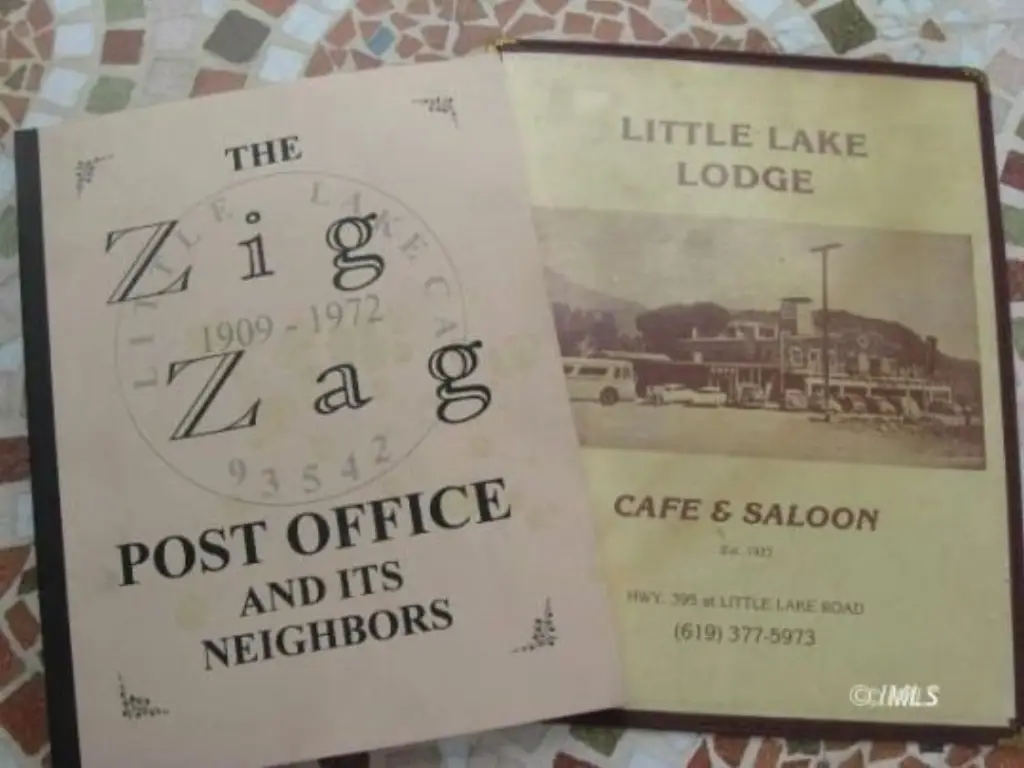 THE
Zig
LITTLE LAKE CA
1909 - 1972
Zag
93542
POST OFFICE
AND ITS
NEIGHBORS
LITTLE LAKE
LODGE
CAFE & SALOON
HWY. 395 at LITTLE LAKE ROAD
(619) 377-5973